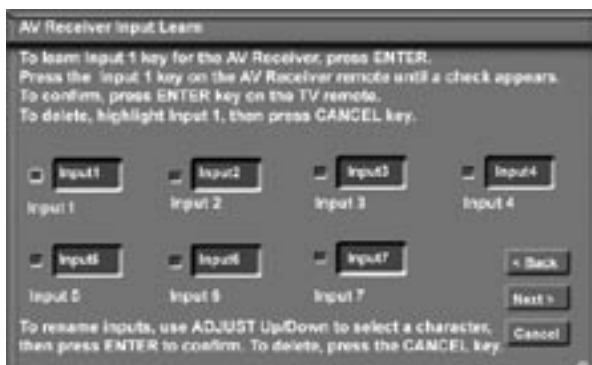 AV Receiver Input Learn
To learn Input 1 key for the AV Receiver, press ENTER.
Press the Input 1 key on the AV Receiver remote until a check appears.
To confirm, press ENTER key on the TV remote.
To delete, highlight Input 1, then press CANCEL key.
Input1 Input2 Input3 Input4
Input 1 Input 2 Input 3 Input 4
Input5 Input6 Input7 < Back
Input 5 Input 6 Input 7 Next >
To rename inputs, use ADJUST Up/Down to select a character, Cancel
then press ENTER to confirm. To delete, press the CANCEL key.